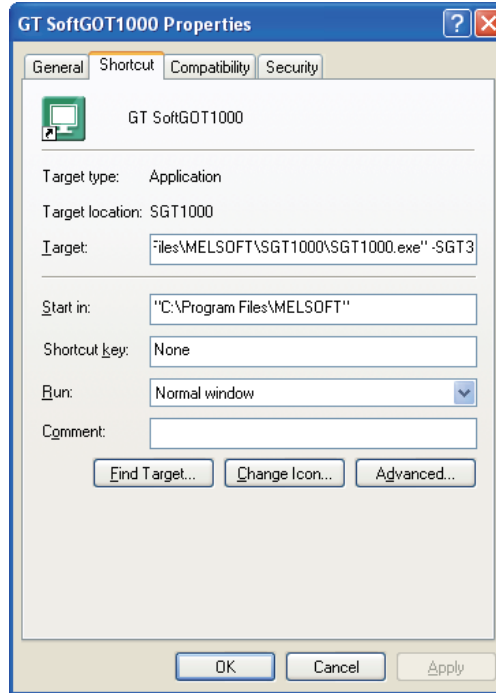 GT SoftGOT1000 Properties
General Shortcut Compatibility Security
GT SoftGOT1000
Target type: Application
Target location: SGT1000
Target: Files\MELSOFT\SGT1000\SGT1000.exe" -SGT3
Start in: "C:\Program Files\MELSOFT"
Shortcut key: None
Run: Normal window
Comment:
Find Target... Change Icon... Advanced...
OK Cancel Apply